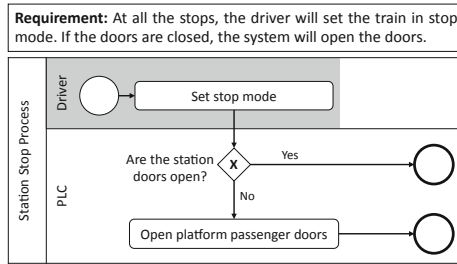 Requirement: At all the stops, the driver will set the train in stop
mode. If the doors are closed, the system will open the doors.
Station Stop Process
Driver
Set stop mode
PLC
Are the station
doors open?
X
Yes
No
Open platform passenger doors